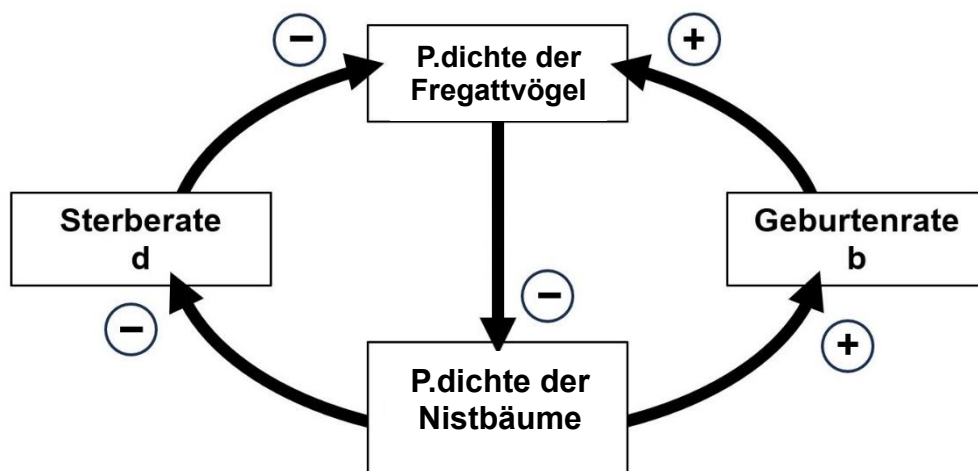 −
+
P.dichte der
Fregattvögel
Sterberate
d
Geburtenrate
b
−
−
+
P.dichte der
Nistbäume